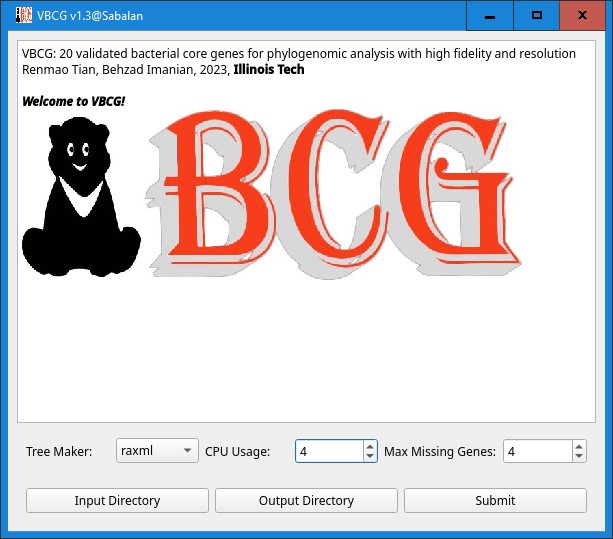 VBCG v1.3@Sabalan
VBCG: 20 validated bacterial core genes for phylogenomic analysis with high fidelity and resolution
Renmao Tian, Behzad Imanian, 2023, Illinois Tech
Welcome to VBCG!
BCG
Tree Maker: raxml CPU Usage: 4 Max Missing Genes: 4
Input Directory Output Directory Submit